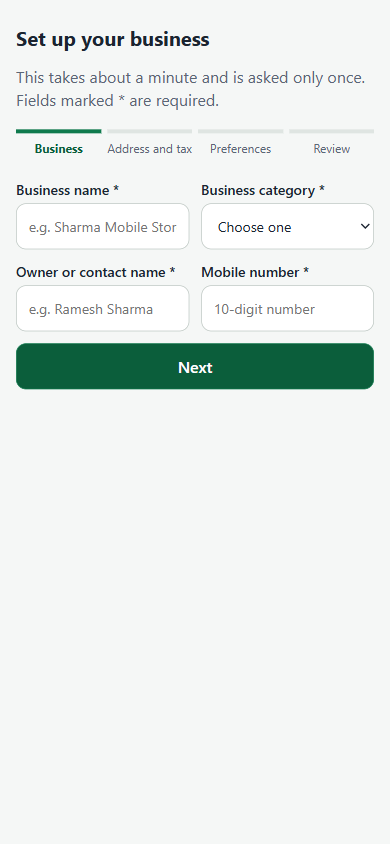 Set up your business
This takes about a minute and is asked only once.
Fields marked * are required.
Business Address and tax Preferences Review
Business name * Business category *
e.g. Sharma Mobile Stor Choose one
Owner or contact name * Mobile number *
e.g. Ramesh Sharma 10-digit number
Next